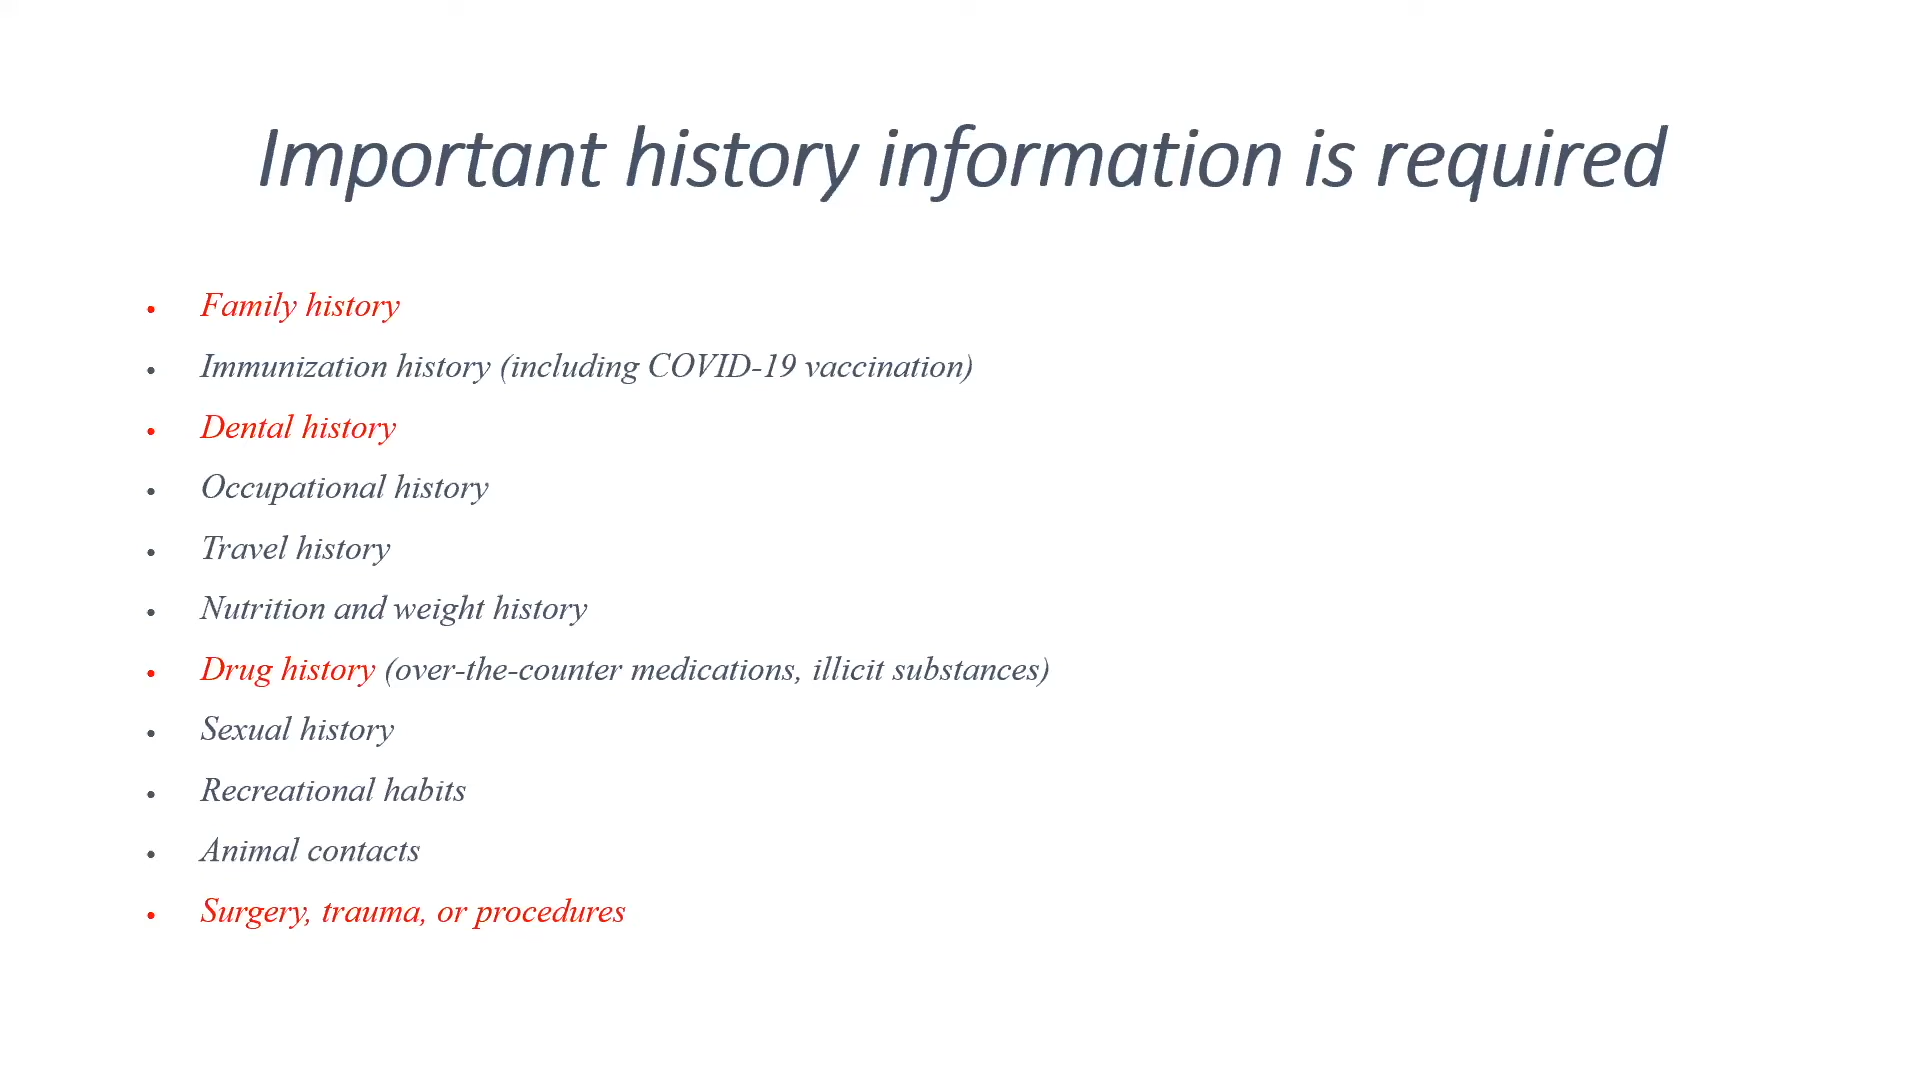 Important history information is required
• Family history
• Immunization history (including COVID-19 vaccination)
• Dental history
• Occupational history
• Travel history
• Nutrition and weight history
• Drug history (over-the-counter medications, illicit substances)
• Sexual history
• Recreational habits
• Animal contacts
• Surgery, trauma, or procedures